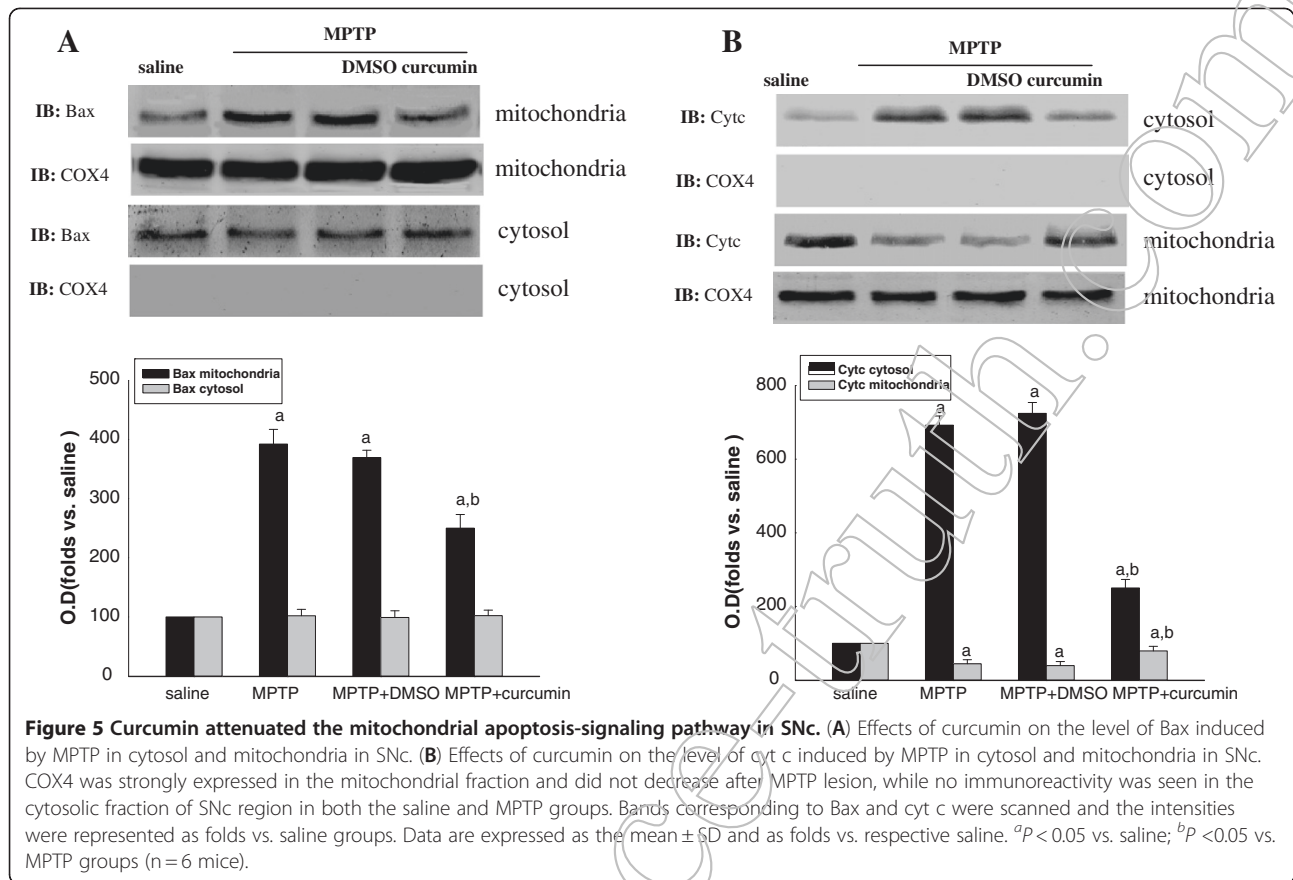 A
MPTP
saline DMSO curcumin
IB: Bax mitochondria
IB: COX4 mitochondria
IB: Bax cytosol
IB: COX4 cytosol
B
MPTP
saline DMSO curcumin
IB: Cytc cytosol
IB: COX4 cytosol
IB: Cytc mitochondria
IB: COX4 mitochondria
Bax mitochondria
Bax cytosol
O.D(folds vs. saline )
500
400
300
200
100
0
a
a
a,b
saline MPTP MPTP+DMSO MPTP+curcumin
Cytc cytosol
Cytc mitochondria
O.D(folds vs. saline )
800
600
400
200
0
a
a
a,b
a
a
a,b
saline MPTP MPTP+DMSO MPTP+curcumin
Figure 5 Curcumin attenuated the mitochondrial apoptosis-signaling pathway in SNc. (A) Effects of curcumin on the level of Bax induced
by MPTP in cytosol and mitochondria in SNc. (B) Effects of curcumin on the level of cyt c induced by MPTP in cytosol and mitochondria in SNc.
COX4 was strongly expressed in the mitochondrial fraction and did not decrease after MPTP lesion, while no immunoreactivity was seen in the
cytosolic fraction of SNc region in both the saline and MPTP groups. Bands corresponding to Bax and cyt c were scanned and the intensities
were represented as folds vs. saline groups. Data are expressed as the mean ± SD and as folds vs. respective saline. aP < 0.05 vs. saline; bP <0.05 vs.
MPTP groups (n = 6 mice).
ce-truth.com